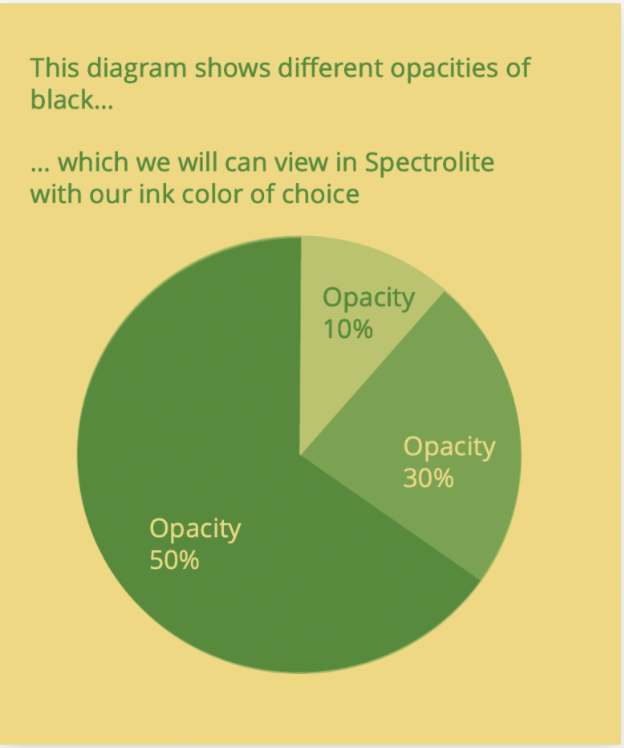 This diagram shows different opacities of
black...
... which we will can view in Spectrolite
with our ink color of choice
Opacity
10%
Opacity
30%
Opacity
50%